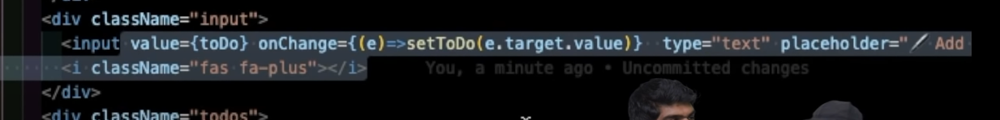 <div className="input">
<input value={toDo} onChange={(e)=>setToDo(e.target.value)}  type="text" placeholder="🖊️ Add
<i className="fas fa-plus"></i> You, a minute ago • Uncommitted changes
</div>
<div className="todos">